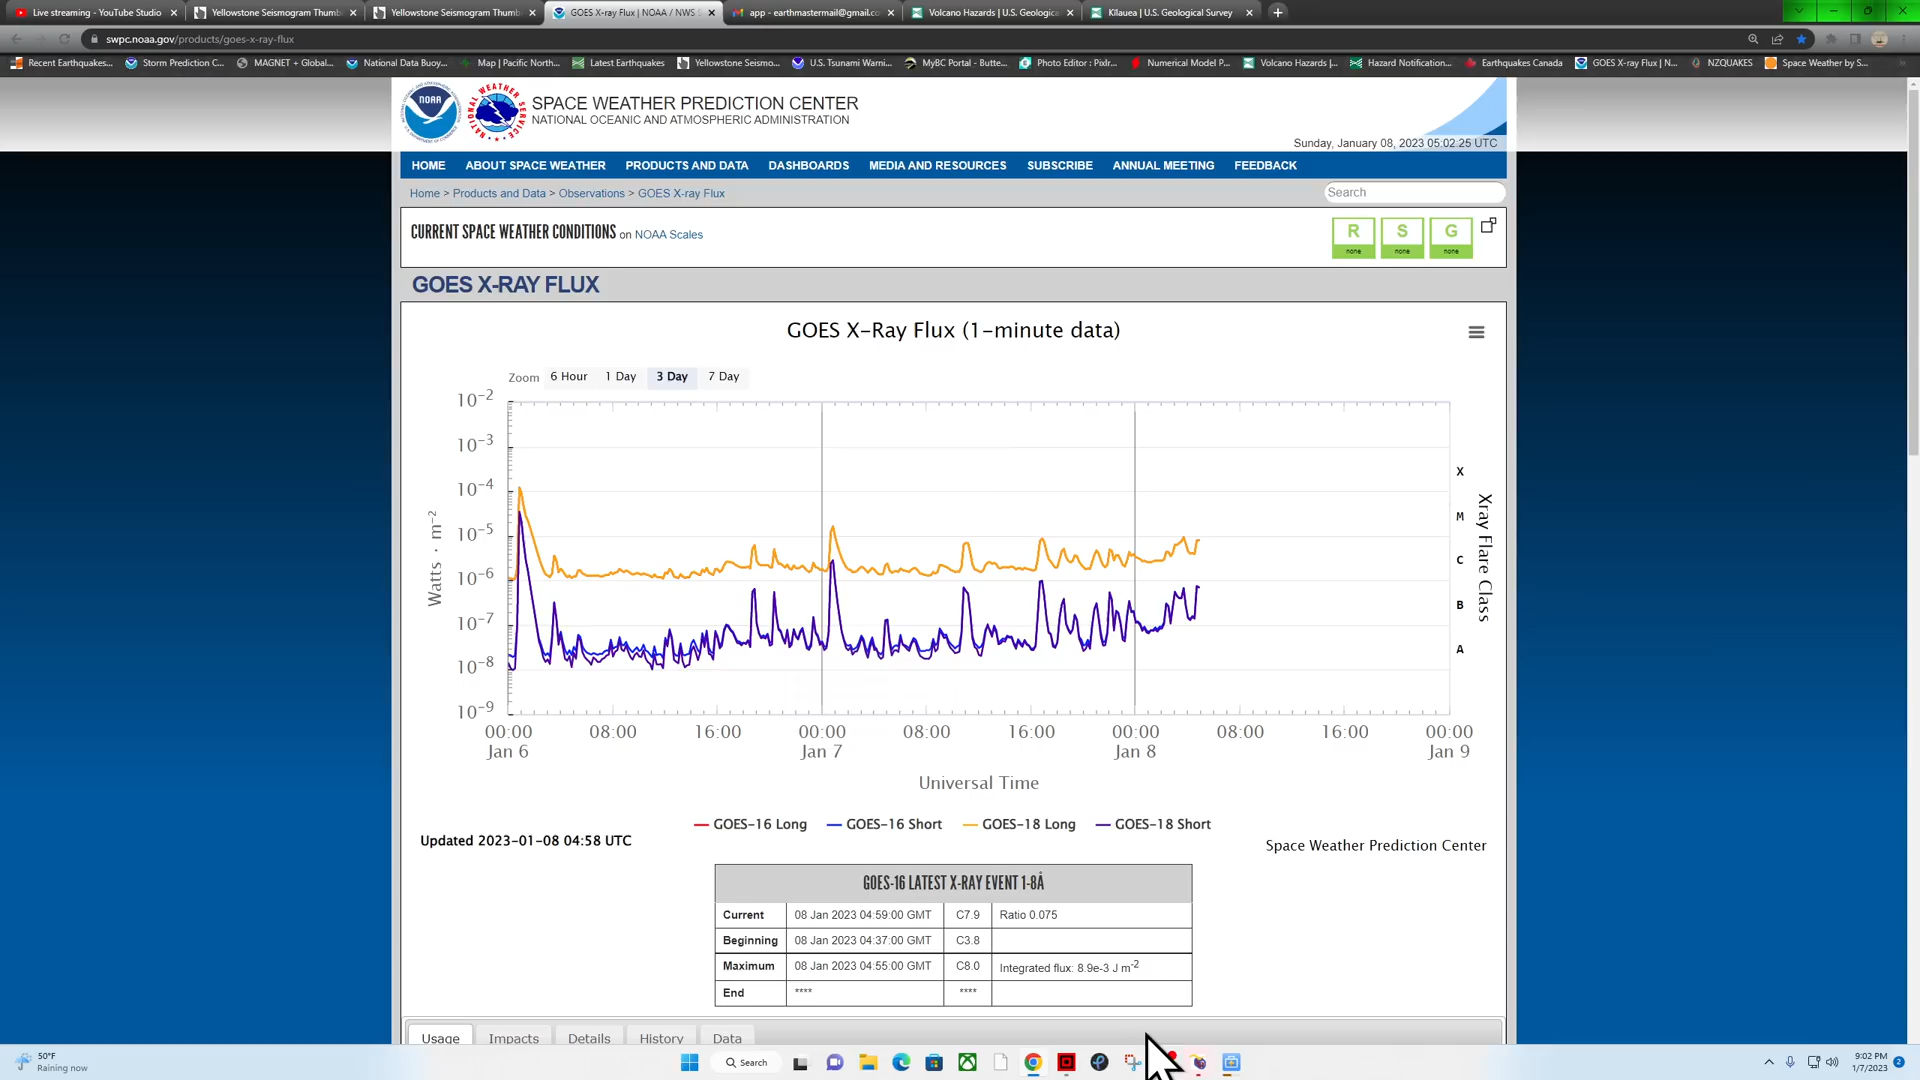 Live streaming - YouTube Studio
Yellowstone Seismogram Thumb
Yellowstone Seismogram Thumb
GOES X-ray Flux | NOAA / NWS S
app - earthmastermail@gmail.co
Volcano Hazards | U.S. Geologica
Kilauea | U.S. Geological Survey
swpc.noaa.gov/products/goes-x-ray-flux
Recent Earthquakes...
Storm Prediction C...
MAGNET + Global...
National Data Buoy...
Map | Pacific North...
Latest Earthquakes
Yellowstone Seismo...
U.S. Tsunami Warni...
MyBC Portal - Butte...
Photo Editor : Pixlr...
Numerical Model P...
Volcano Hazards |...
Hazard Notification...
Earthquakes Canada
GOES X-ray Flux | N...
NZQUAKES
Space Weather by S...
NOAA
SPACE WEATHER PREDICTION CENTER
NATIONAL OCEANIC AND ATMOSPHERIC ADMINISTRATION
Sunday, January 08, 2023 05:02:25 UTC
HOME ABOUT SPACE WEATHER PRODUCTS AND DATA DASHBOARDS MEDIA AND RESOURCES SUBSCRIBE ANNUAL MEETING FEEDBACK
Home > Products and Data > Observations > GOES X-ray Flux
Search
CURRENT SPACE WEATHER CONDITIONS on NOAA Scales
R S G
none none none
GOES X-RAY FLUX
GOES X-Ray Flux (1-minute data)
Zoom 6 Hour 1 Day 3 Day 7 Day
10⁻²
10⁻³
10⁻⁴
10⁻⁵
10⁻⁶
10⁻⁷
10⁻⁸
10⁻⁹
Watts · m⁻²
X
M
C
B
A
Xray Flare Class
00:00 08:00 16:00 00:00 08:00 16:00 00:00 08:00 16:00 00:00
Jan 6 Jan 7 Jan 8 Jan 9
Universal Time
GOES-16 Long GOES-16 Short GOES-18 Long GOES-18 Short
Updated 2023-01-08 04:58 UTC
Space Weather Prediction Center
GOES-16 LATEST X-RAY EVENT 1-8Å
Current 08 Jan 2023 04:59:00 GMT C7.9 Ratio 0.075
Beginning 08 Jan 2023 04:37:00 GMT C3.8
Maximum 08 Jan 2023 04:55:00 GMT C8.0 Integrated flux: 8.9e-3 J m⁻²
End **** ****
Usage Impacts Details History Data
50°F
Raining now
Search
9:02 PM
1/7/2023
2